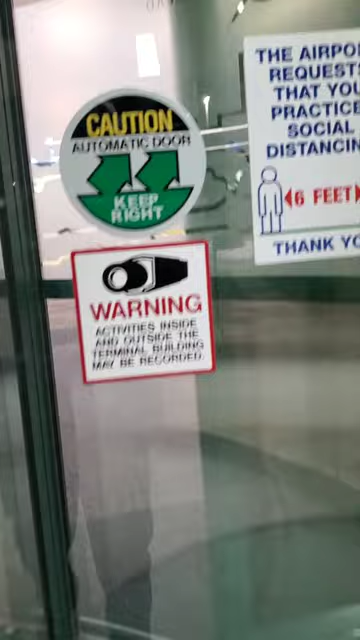 CAUTION
AUTOMATIC DOOR
KEEP
RIGHT
WARNING
ACTIVITIES INSIDE
AND OUTSIDE THE
TERMINAL BUILDING
MAY BE RECORDED.
THE AIRPO
REQUESTS
THAT YOU
PRACTICE
SOCIAL
DISTANCIN
6 FEET
THANK YO